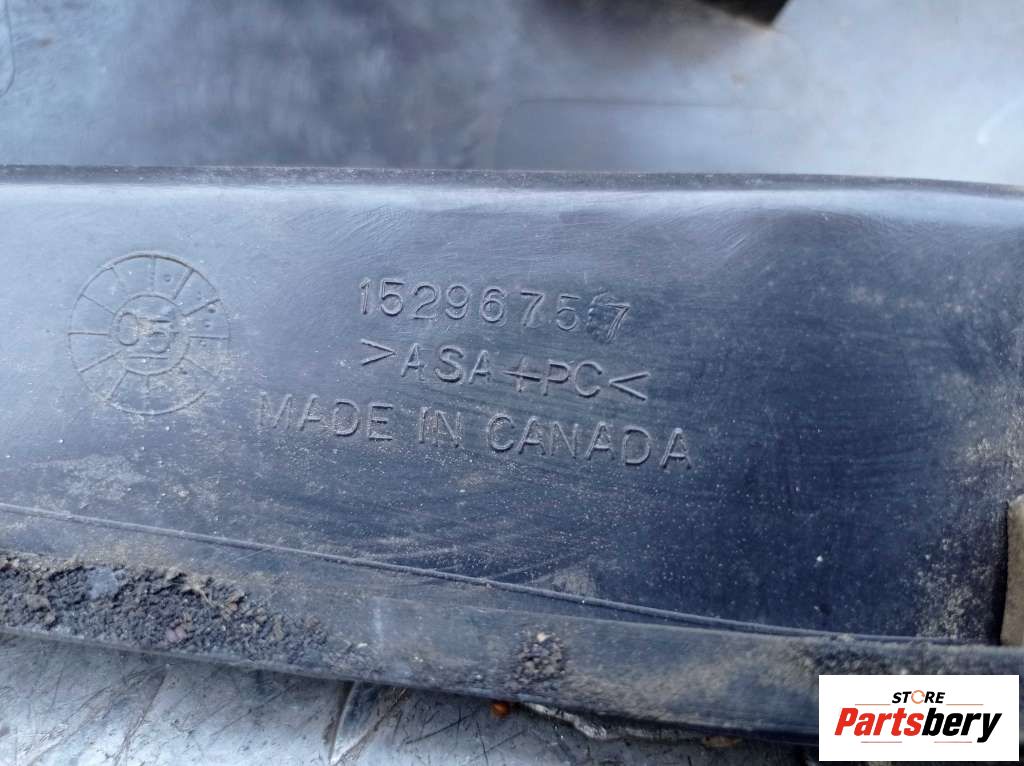 05
15296757
>ASA+PC<
MADE IN CANADA
STORE
Partsbery